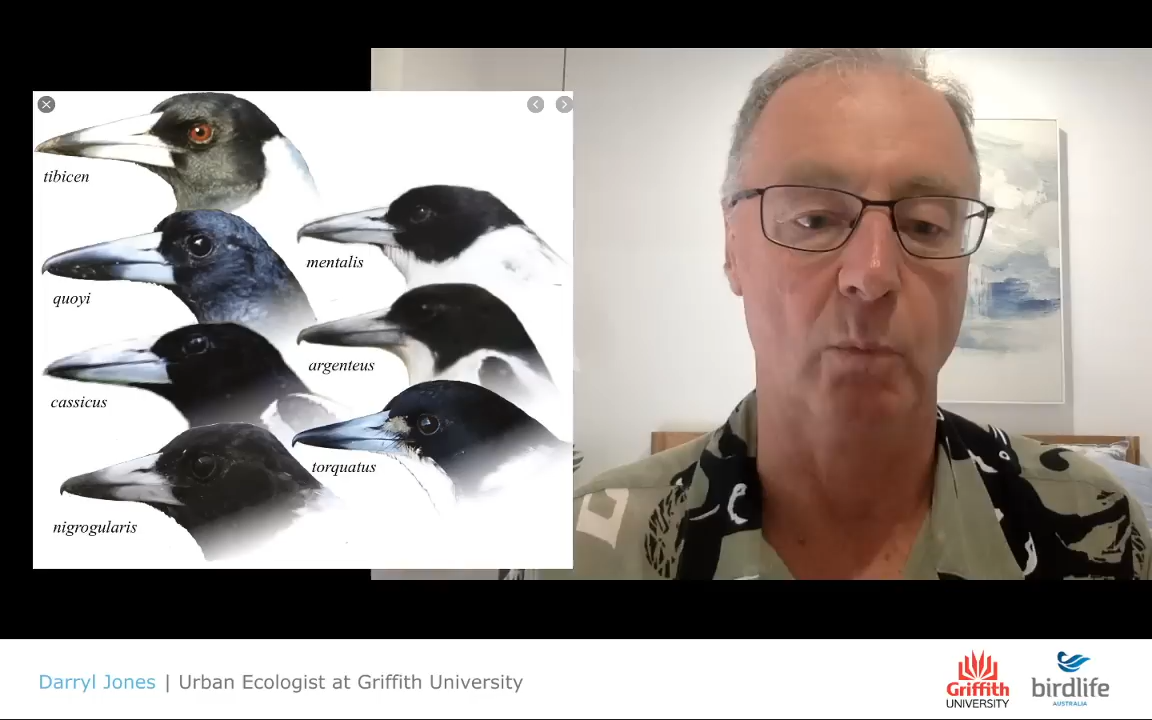 tibicen
mentalis
quoyi
argenteus
cassicus
torquatus
nigrogularis
Darryl Jones | Urban Ecologist at Griffith University
Griffith
UNIVERSITY
birdlife
AUSTRALIA